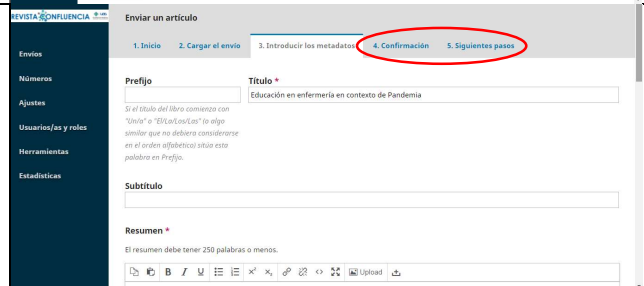 REVISTA CONFLUENCIA
Enviar un artículo
1. Inicio 2. Cargar el envío 3. Introducir los metadatos 4. Confirmación 5. Siguientes pasos
Envíos
Números
Ajustes
Usuarios/as y roles
Herramientas
Estadísticas
Prefijo
Título *
Educación en enfermería en contexto de Pandemia
Si el título del libro comienza con
"Un/a" o "El/La/Los/Las" (o algo
similar que no debiera considerarse
en el orden alfabético) sitúa esta
palabra en Prefijo.
Subtítulo
Resumen *
El resumen debe tener 250 palabras o menos.
B I U x² x₂ Upload